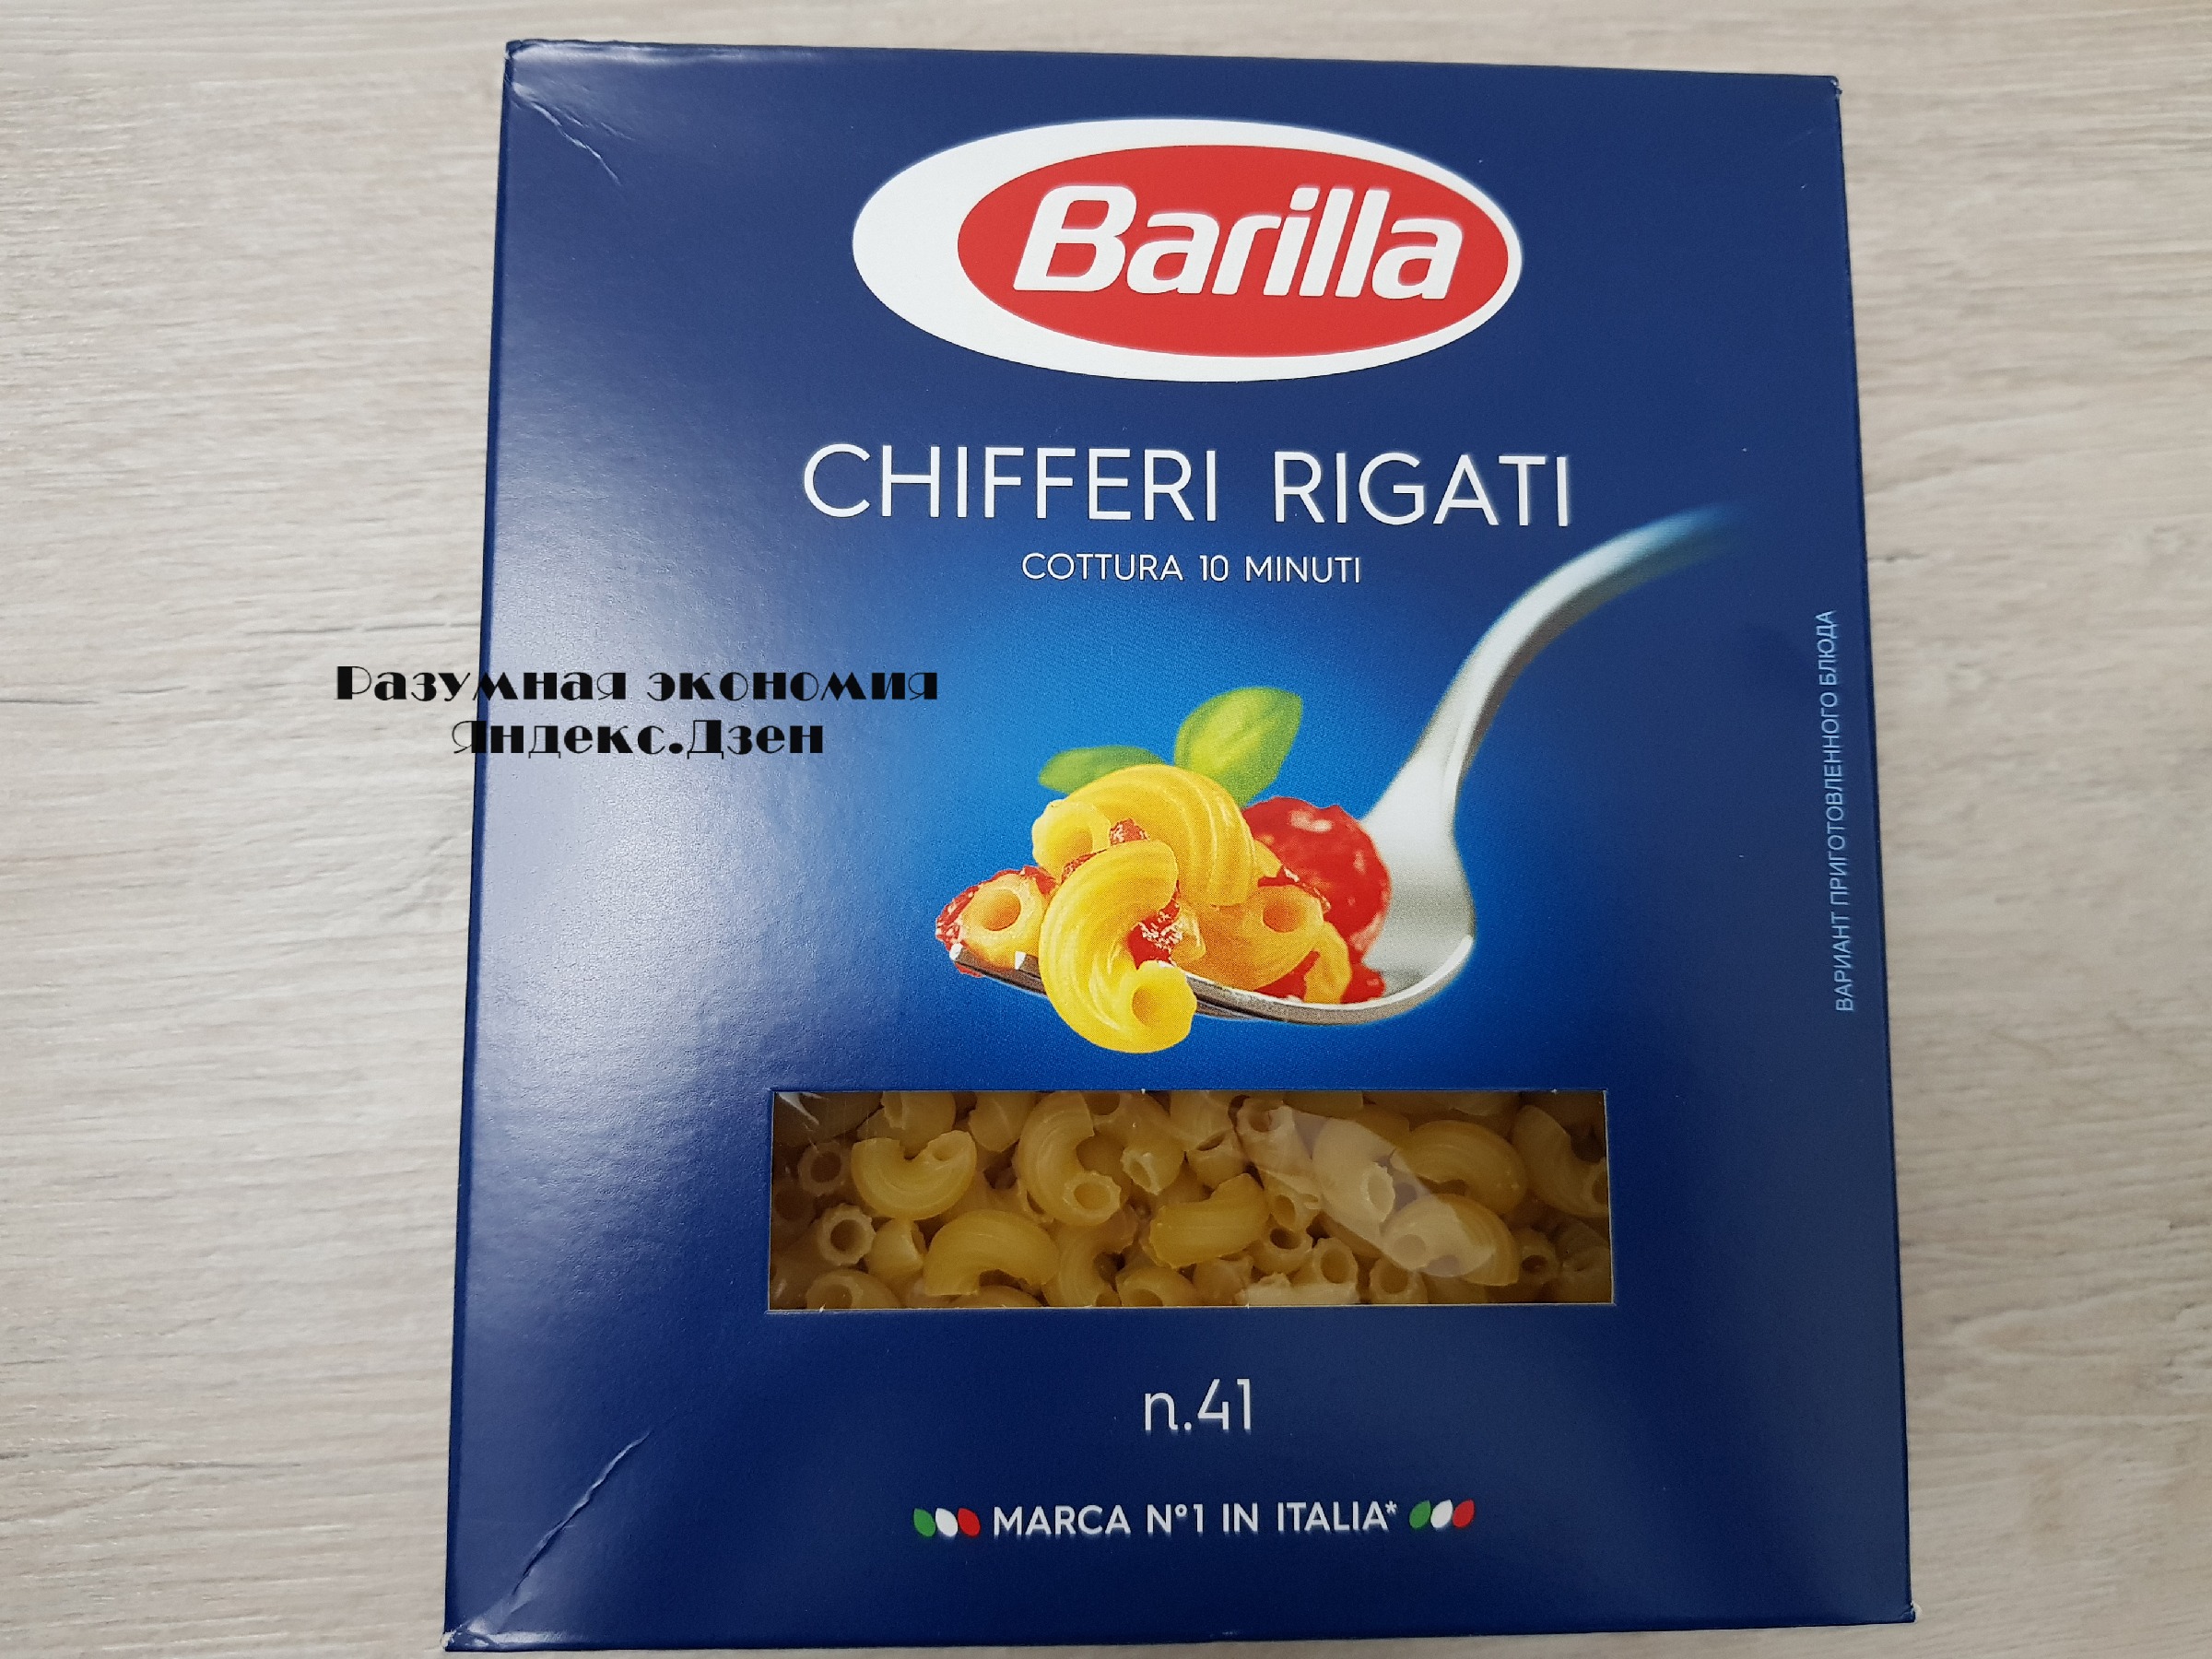 Barilla
CHIFFERI RIGATI
COTTURA 10 MINUTI
Разумная экономия
Яндекс.Дзен
ВАРИАНТ ПРИГОТОВЛЕННОГО БЛЮДА
n.41
MARCA N°1 IN ITALIA*